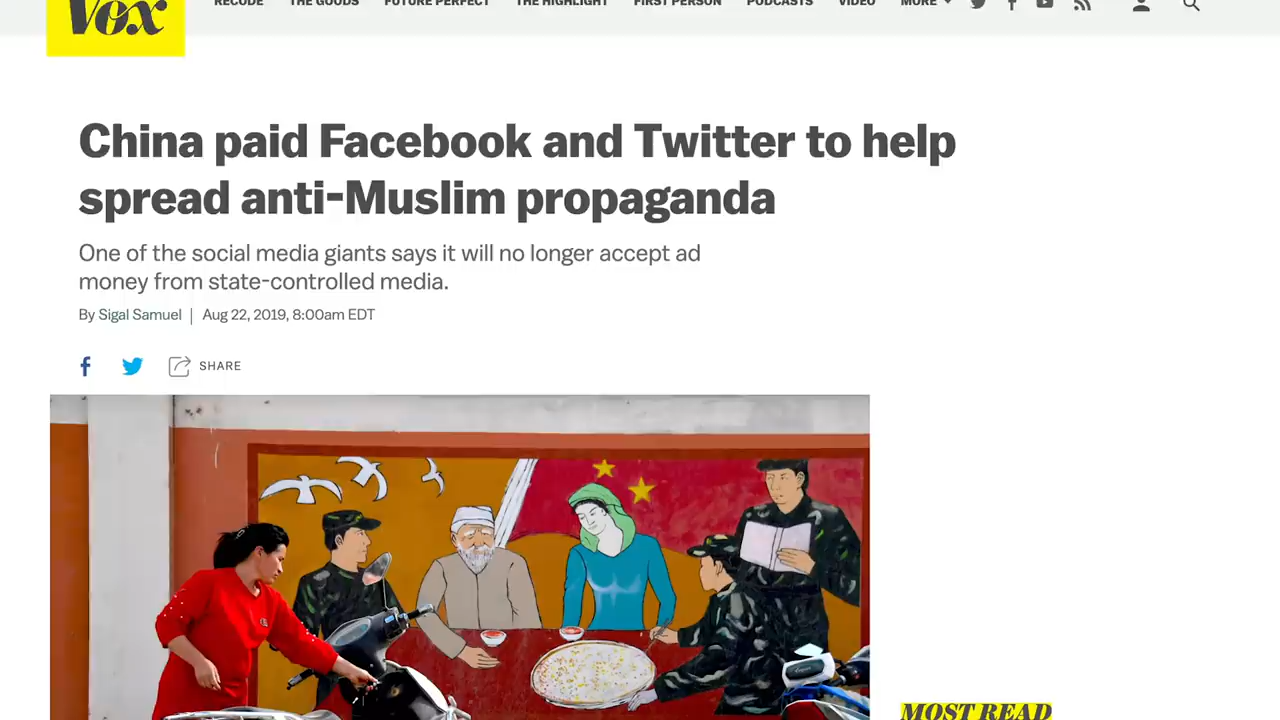 Vox
RECODE THE GOODS FUTURE PERFECT THE HIGHLIGHT FIRST PERSON PODCASTS VIDEO MORE
China paid Facebook and Twitter to help
spread anti-Muslim propaganda
One of the social media giants says it will no longer accept ad
money from state-controlled media.
By Sigal Samuel | Aug 22, 2019, 8:00am EDT
SHARE
MOST READ